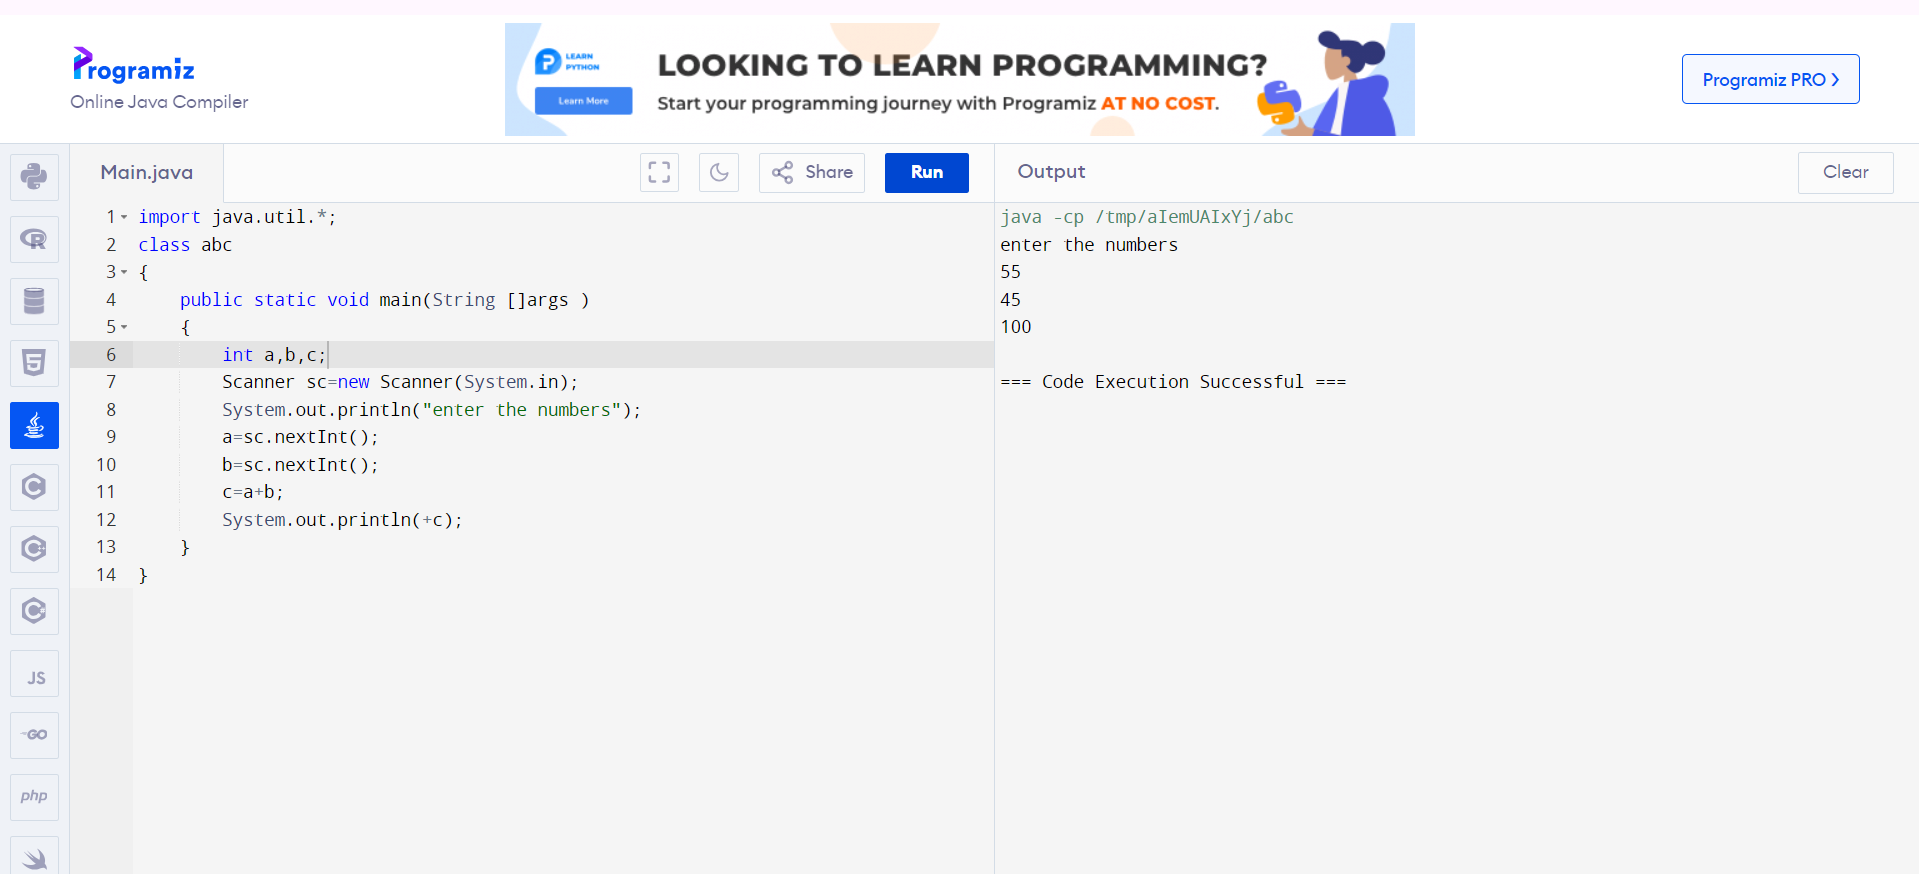 Programiz
Online Java Compiler
LEARN
PYTHON
Learn More
LOOKING TO LEARN PROGRAMMING?
Start your programming journey with Programiz AT NO COST.
Programiz PRO
Main.java
Share
Run
Output
Clear
1 import java.util.*;
2 class abc
3 {
4     public static void main(String []args )
5     {
6         int a,b,c;
7         Scanner sc=new Scanner(System.in);
8         System.out.println("enter the numbers");
9         a=sc.nextInt();
10         b=sc.nextInt();
11         c=a+b;
12         System.out.println(+c);
13     }
14 }
java -cp /tmp/aIemUAIxYj/abc
enter the numbers
55
45
100
=== Code Execution Successful ===
R
5
C
C+
C#
JS
GO
php